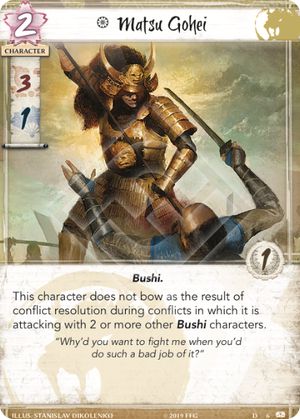 2 Matsu Gohei
CHARACTER
3
1
1
Bushi.
This character does not bow as the result of
conflict resolution during conflicts in which it is
attacking with 2 or more other Bushi characters.
"Why'd you want to fight me when you'd
do such a bad job of it?"
ILLUS: STANISLAV DIKOLENKO © 2019 FFG D 6